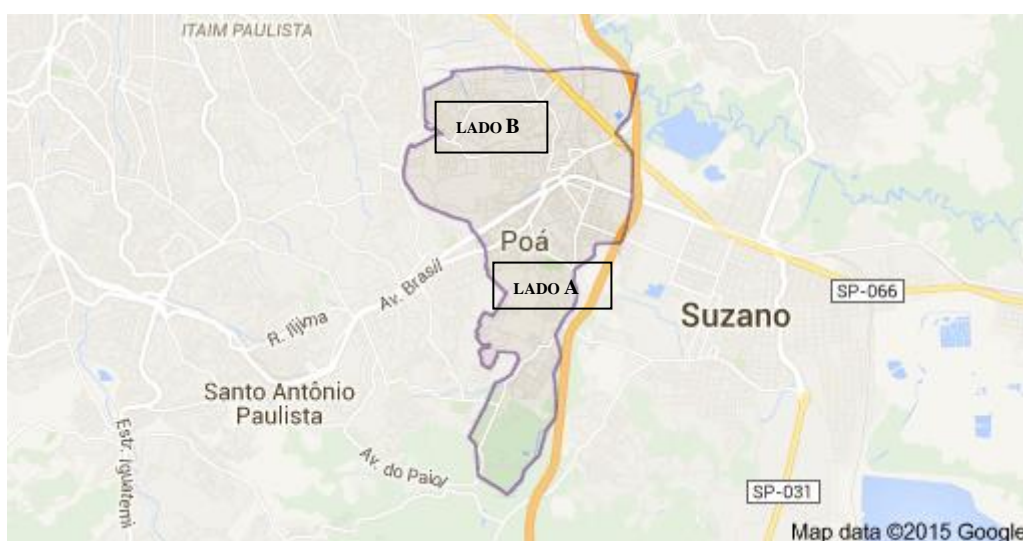 ITAIM PAULISTA
LADO B
Poá
LADO A
Av. Brasil
R. Iijima
SP-066
Suzano
Santo Antônio
Paulista
Estr. Iguatemi
Av. do Paiol
SP-031
Map data ©2015 Google